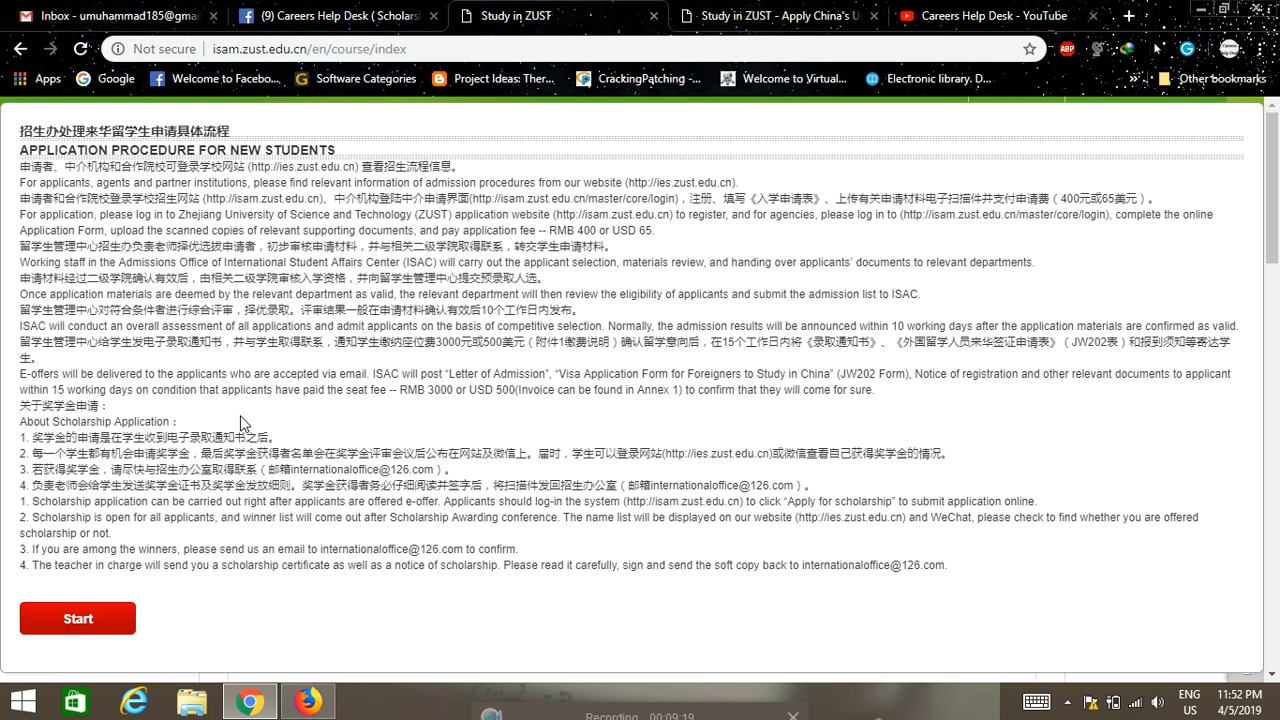 Inbox - umuhammad185@gmai
(9) Careers Help Desk ( Scholars
Study in ZUST
Study in ZUST - Apply China's U
Careers Help Desk - YouTube
Not secure
isam.zust.edu.cn/en/course/index
ABP
Apps
Google
Welcome to Facebo...
Software Categories
Project Ideas: Ther...
CrackingPatching -...
Welcome to Virtual...
Electronic library. D...
Other bookmarks
招生办处理来华留学生申请具体流程
APPLICATION PROCEDURE FOR NEW STUDENTS
申请者、中介机构和合作院校可登录学校网站 (http://ies.zust.edu.cn) 查看招生流程信息。
For applicants, agents and partner institutions, please find relevant information of admission procedures from our website (http://ies.zust.edu.cn).
申请者和合作院校登录学校招生网站 (http://isam.zust.edu.cn)、中介机构登陆中介申请界面(http://isam.zust.edu.cn/master/core/login)，注册、填写《入学申请表》、上传有关申请材料电子扫描件并支付申请费（400元或65美元）。
For application, please log in to Zhejiang University of Science and Technology (ZUST) application website (http://isam.zust.edu.cn) to register, and for agencies, please log in to (http://isam.zust.edu.cn/master/core/login), complete the online
Application Form, upload the scanned copies of relevant supporting documents, and pay application fee -- RMB 400 or USD 65.
留学生管理中心招生办负责老师择优选拔申请者，初步审核申请材料，并与相关二级学院取得联系，转交学生申请材料。
Working staff in the Admissions Office of International Student Affairs Center (ISAC) will carry out the applicant selection, materials review, and handing over applicants' documents to relevant departments.
申请材料经过二级学院确认有效后，由相关二级学院审核入学资格，并向留学生管理中心提交预录取人选。
Once application materials are deemed by the relevant department as valid, the relevant department will then review the eligibility of applicants and submit the admission list to ISAC.
留学生管理中心对符合条件者进行综合评审，择优录取。评审结果一般在申请材料确认有效后10个工作日内发布。
ISAC will conduct an overall assessment of all applications and admit applicants on the basis of competitive selection. Normally, the admission results will be announced within 10 working days after the application materials are confirmed as valid.
留学生管理中心给学生发电子录取通知书，并与学生取得联系，通知学生缴纳座位费3000元或500美元（附件1缴费说明）确认留学意向后，在15个工作日内将《录取通知书》、《外国留学人员来华签证申请表》（JW202表）和报到须知等寄达学
生。
E-offers will be delivered to the applicants who are accepted via email. ISAC will post “Letter of Admission”, “Visa Application Form for Foreigners to Study in China” (JW202 Form), Notice of registration and other relevant documents to applicant
within 15 working days on condition that applicants have paid the seat fee -- RMB 3000 or USD 500(Invoice can be found in Annex 1) to confirm that they will come for sure.
关于奖学金申请：
About Scholarship Application：
1. 奖学金的申请是在学生收到电子录取通知书之后。
2. 每一个学生都有机会申请奖学金，最后奖学金获得者名单会在奖学金评审会议后公布在网站及微信上。届时，学生可以登录网站(http://ies.zust.edu.cn)或微信查看自己获得奖学金的情况。
3. 若获得奖学金，请尽快与招生办公室取得联系（邮箱internationaloffice@126.com）。
4. 负责老师会给学生发送奖学金证书及奖学金发放细则。奖学金获得者务必仔细阅读并签字后，将扫描件发回招生办公室（邮箱internationaloffice@126.com）。
1. Scholarship application can be carried out right after applicants are offered e-offer. Applicants should log-in the system (http://isam.zust.edu.cn) to click “Apply for scholarship” to submit application online.
2. Scholarship is open for all applicants, and winner list will come out after Scholarship Awarding conference. The name list will be displayed on our website (http://ies.zust.edu.cn) and WeChat, please check to find whether you are offered
scholarship or not.
3. If you are among the winners, please send us an email to internationaloffice@126.com to confirm.
4. The teacher in charge will send you a scholarship certificate as well as a notice of scholarship. Please read it carefully, sign and send the soft copy back to internationaloffice@126.com.
Start
Recording 00:09:19
ENG
US
11:52 PM
4/5/2019